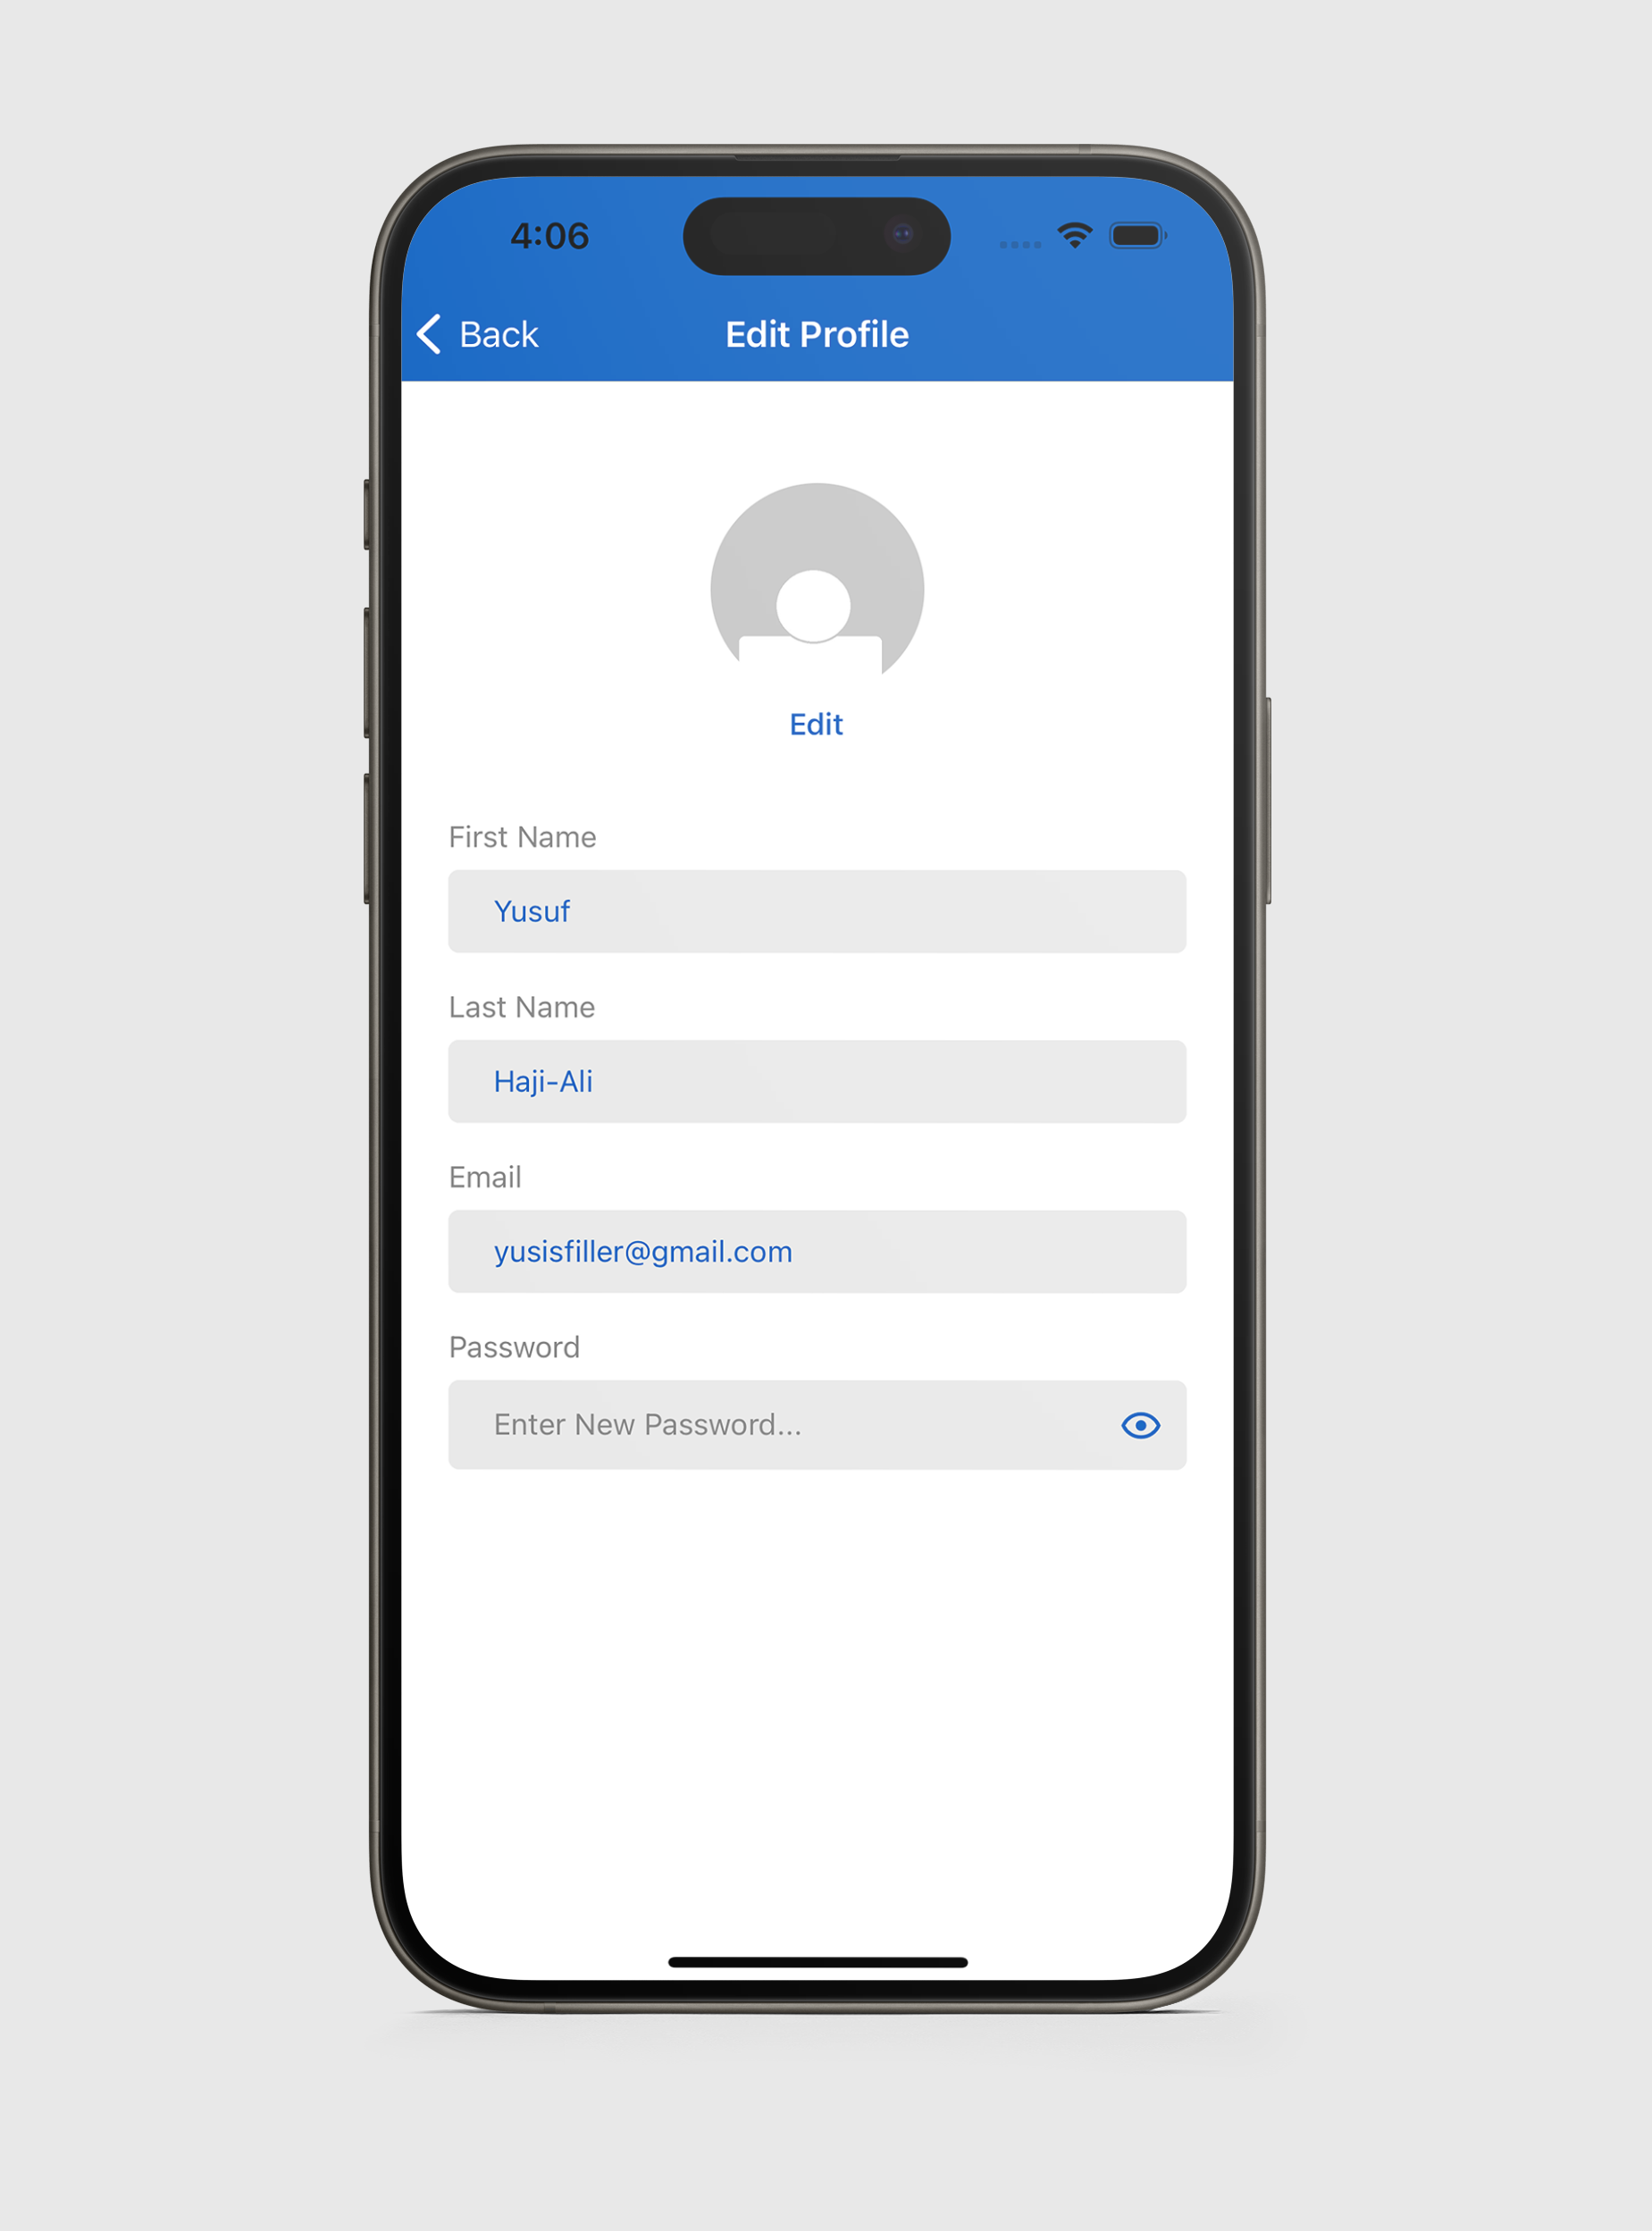 4:06
Back
Edit Profile
Edit
First Name
Yusuf
Last Name
Haji-Ali
Email
yusisfiller@gmail.com
Password
Enter New Password...